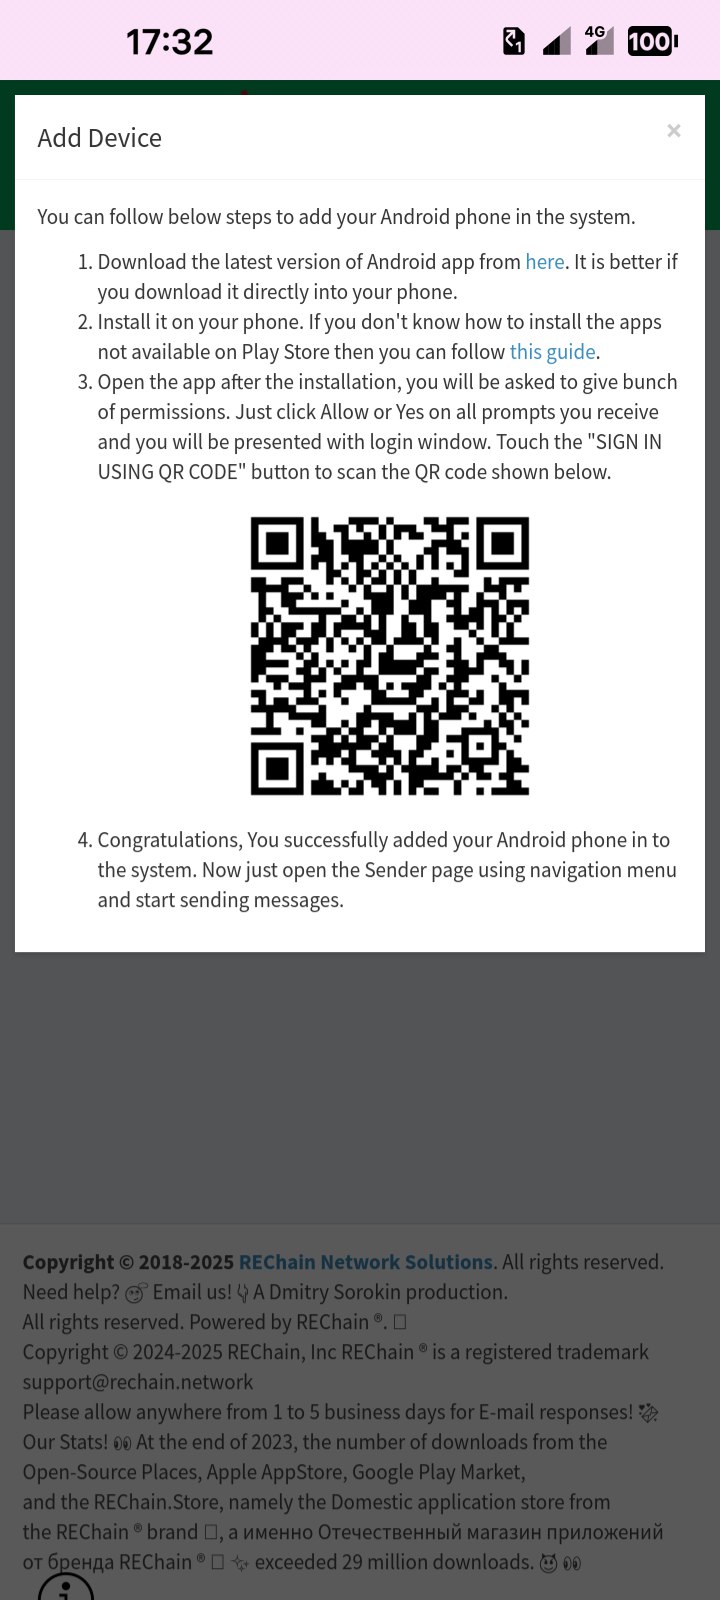 17:32
4G
1
100
Add Device
×
You can follow below steps to add your Android phone in the system.
1. Download the latest version of Android app from here. It is better if
you download it directly into your phone.
2. Install it on your phone. If you don't know how to install the apps
not available on Play Store then you can follow this guide.
3. Open the app after the installation, you will be asked to give bunch
of permissions. Just click Allow or Yes on all prompts you receive
and you will be presented with login window. Touch the "SIGN IN
USING QR CODE" button to scan the QR code shown below.
4. Congratulations, You successfully added your Android phone in to
the system. Now just open the Sender page using navigation menu
and start sending messages.
Copyright © 2018-2025 REChain Network Solutions. All rights reserved.
Need help? 😴 Email us! 👇 A Dmitry Sorokin production.
All rights reserved. Powered by REChain ®. 
Copyright © 2024-2025 REChain, Inc REChain ® is a registered trademark
support@rechain.network
Please allow anywhere from 1 to 5 business days for E-mail responses! 💝
Our Stats! 👀 At the end of 2023, the number of downloads from the
Open-Source Places, Apple AppStore, Google Play Market,
and the REChain.Store, namely the Domestic application store from
the REChain ® brand , а именно Отечественный магазин приложений
от бренда REChain ® ✨ exceeded 29 million downloads. 😈 👀